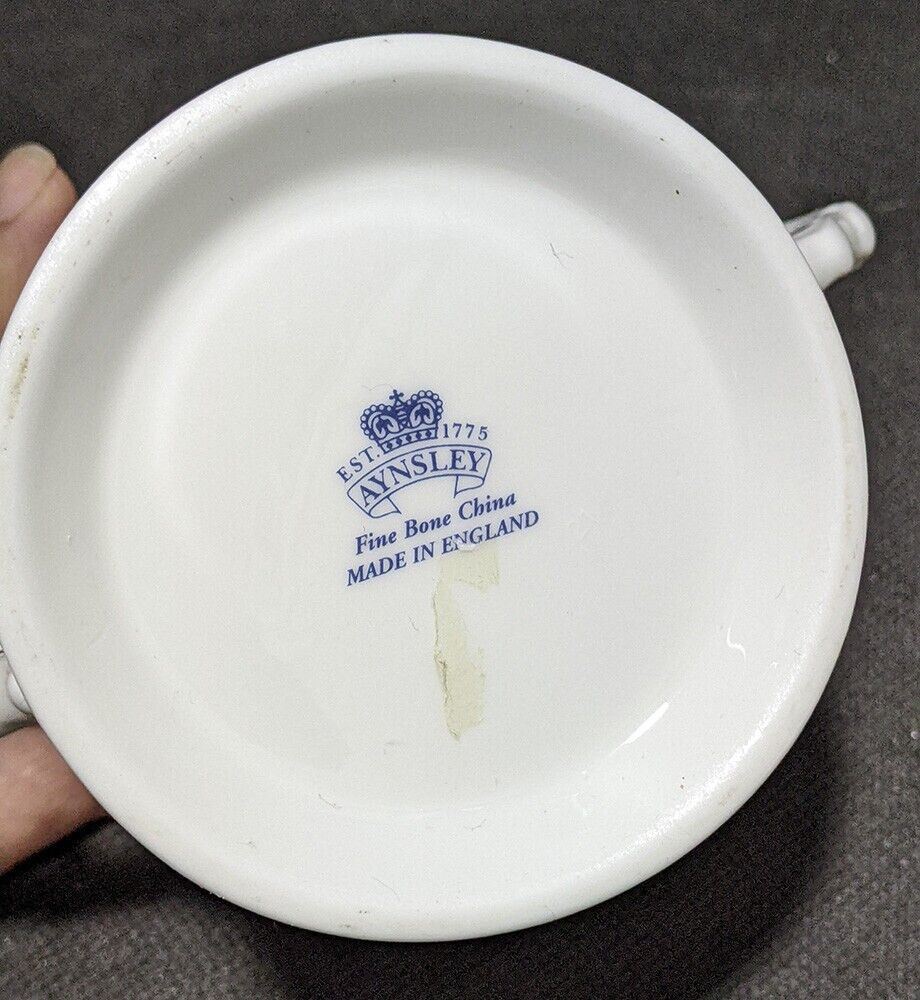 EST. 1775
AYNSLEY
Fine Bone China
MADE IN ENGLAND